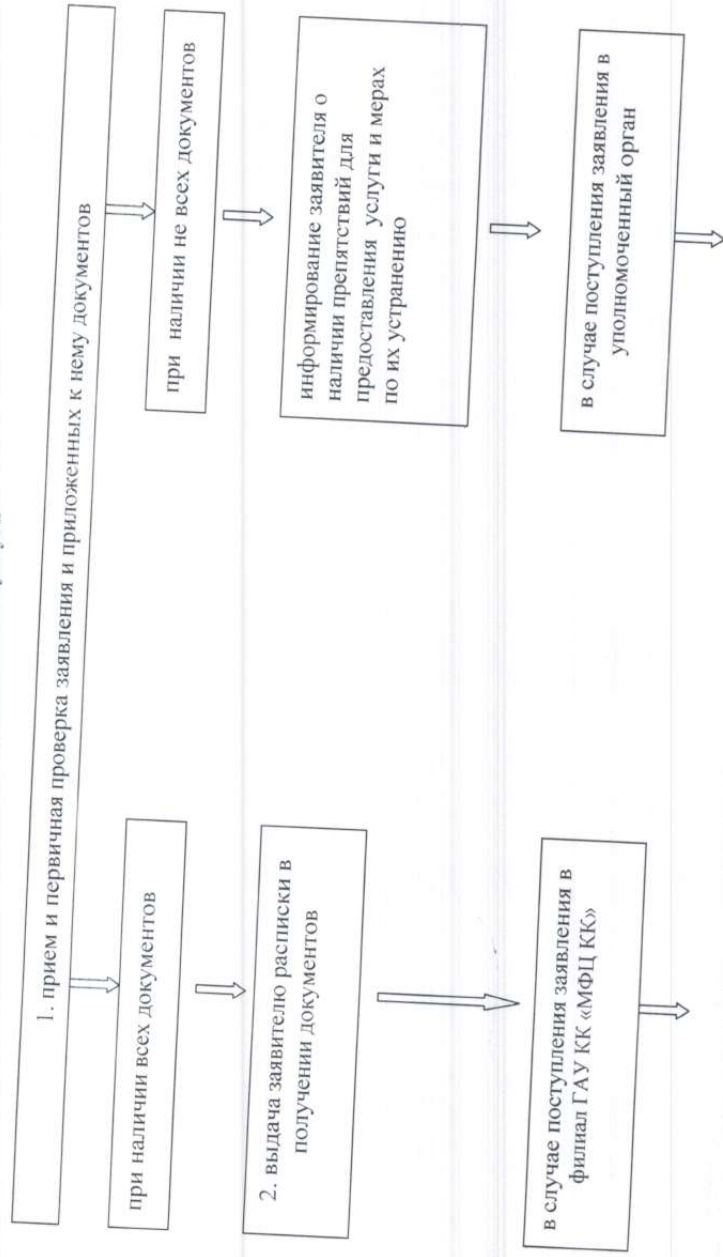 1. прием и первичная проверка заявления и приложенных к нему документов
при наличии всех документов
при наличии не всех документов
2. выдача заявителю расписки в
получении документов
информирование заявителя о
наличии препятствий для
предоставления услуги и мерах
по их устранению
в случае поступления заявления в
филиал ГАУ КК «МФЦ КК»
в случае поступления заявления в
уполномоченный орган